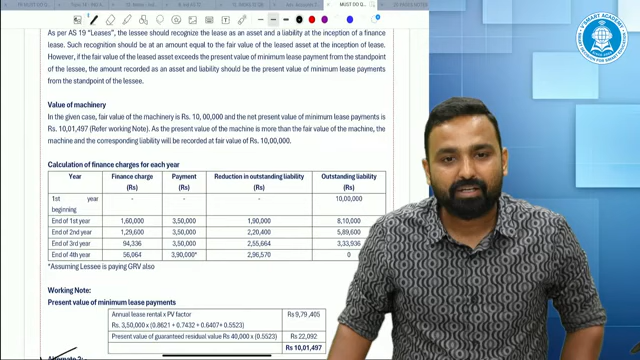 As per AS 19 "Leases", the lessee should recognize the lease as an asset and a liability at the inception of a finance
lease. Such recognition should be at an amount equal to the fair value of the leased asset at the inception of lease.
However, if the fair value of the leased asset exceeds the present value of minimum lease payment from the standpoint
of the lessee, the amount recorded as an asset and liability should be the present value of minimum lease payments
from the standpoint of the lessee.
Value of machinery
In the given case, fair value of the machinery is Rs. 10, 00,000 and the net present value of minimum lease payments is
Rs. 10,01,497 (Refer working Note). As the present value of the machine is more than the fair value of the machine, the
machine and the corresponding liability will be recorded at fair value of Rs. 10,00,000.
Calculation of finance charges for each year
Year Finance charge (Rs) Payment (Rs) Reduction in outstanding liability (Rs) Outstanding liability (Rs)
1st year beginning - - - 10,00,000
End of 1st year 1,60,000 3,50,000 1,90,000 8,10,000
End of 2nd year 1,29,600 3,50,000 2,20,400 5,89,600
End of 3rd year 94,336 3,50,000 2,55,664 3,33,936
End of 4th year 56,064 3,90,000* 2,96,570 0
*Assuming Lessee is paying GRV also
Working Note:
Present value of minimum lease payments
Annual lease rental x PV factor Rs 9,79 ,405
Rs. 3,50,000 x (0.8621 + 0.7432 + 0.6407+ 0.5523)
Present value of guaranteed residual value Rs 40,000 x (0.5523) Rs 22,092
Rs 10,01,497
Alternate 2:
SMART ACADEMY